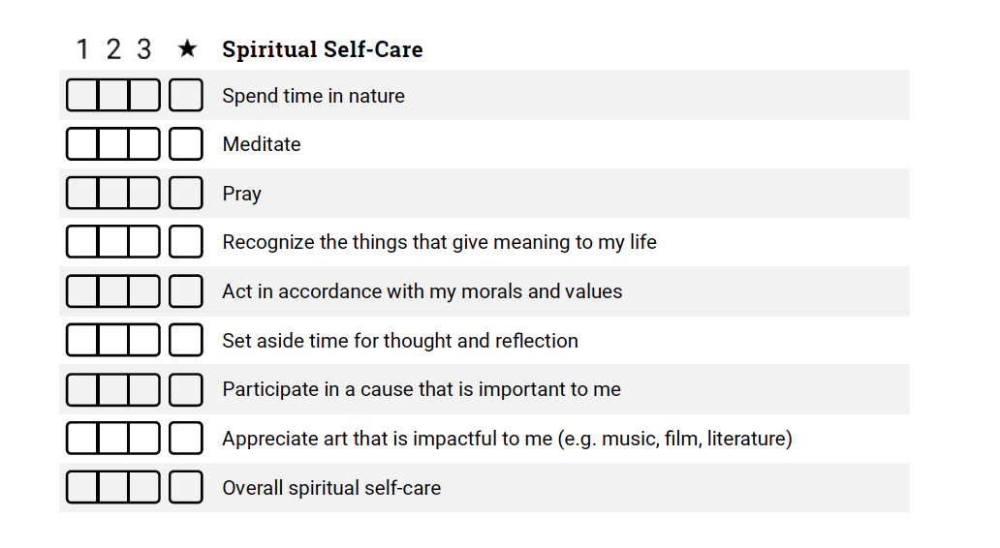 1 2 3 ★ Spiritual Self-Care
Spend time in nature
Meditate
Pray
Recognize the things that give meaning to my life
Act in accordance with my morals and values
Set aside time for thought and reflection
Participate in a cause that is important to me
Appreciate art that is impactful to me (e.g. music, film, literature)
Overall spiritual self-care